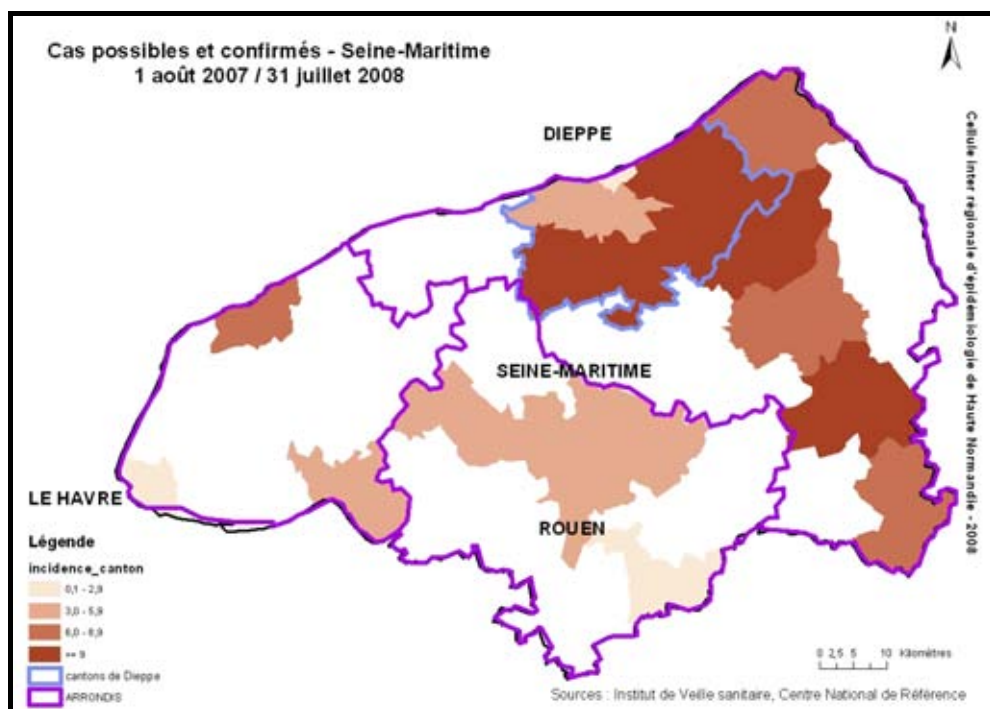 Cas possibles et confirmés - Seine-Maritime
1 août 2007 / 31 juillet 2008
N
DIEPPE
SEINE-MARITIME
LE HAVRE
ROUEN
Légende
incidence_canton
0,1 - 2,9
3,0 - 5,9
6,0 - 8,9
>= 9
cantons de Dieppe
ARRONDIS
0 2,5 5 10 Kilomètres
Sources : Institut de Veille sanitaire, Centre National de Référence
Cellule inter régionale d'épidémiologie de Haute Normandie - 2008